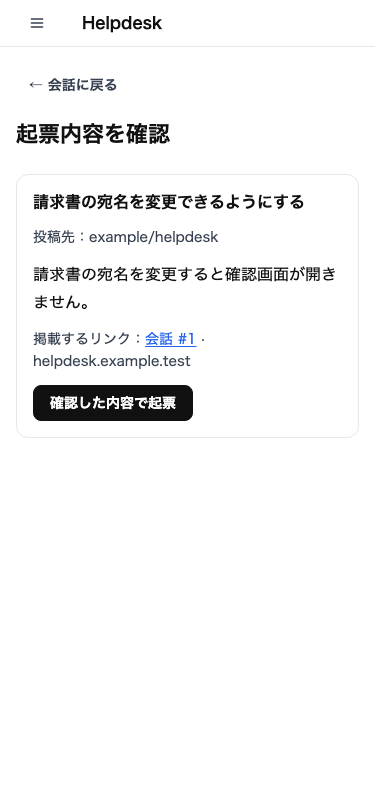 Helpdesk
← 会話に戻る
起票内容を確認
請求書の宛名を変更できるようにする
投稿先：example/helpdesk
請求書の宛名を変更すると確認画面が開き
ません。
掲載するリンク：会話 #1 ·
helpdesk.example.test
確認した内容で起票